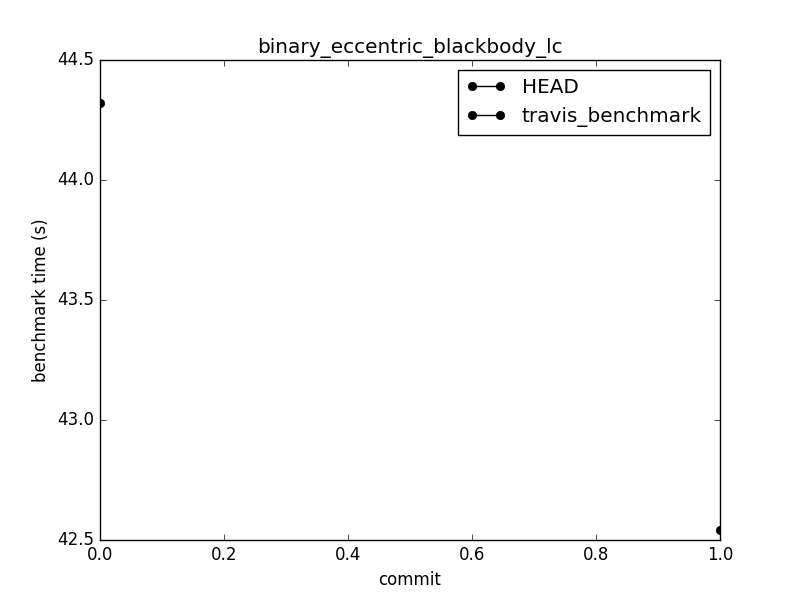 binary_eccentric_blackbody_lc
44.5
44.0
43.5
43.0
42.5
benchmark time (s)
HEAD
travis_benchmark
0.0 0.2 0.4 0.6 0.8 1.0
commit